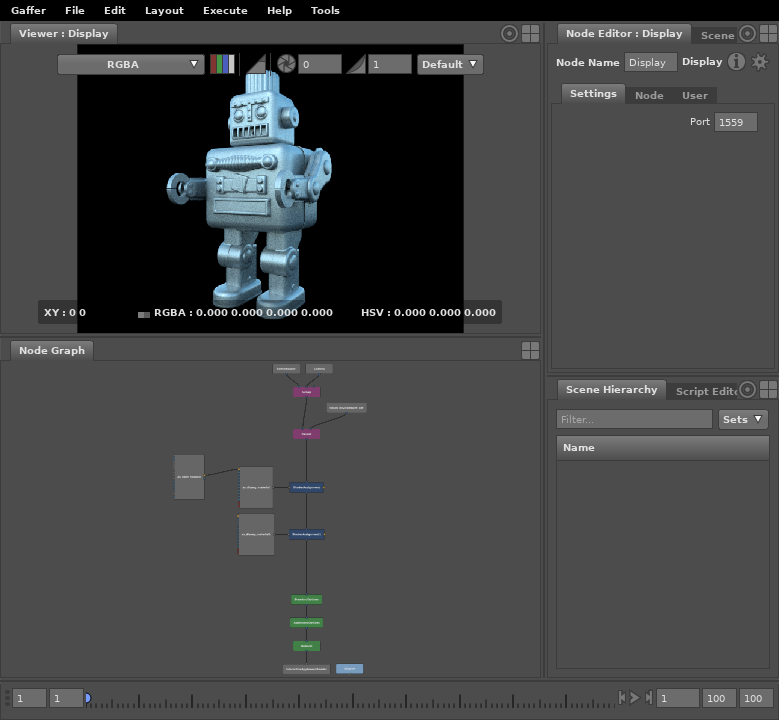 Gaffer File Edit Layout Execute Help Tools
Viewer : Display
RGBA 0 1 Default
XY : 0 0 RGBA : 0.000 0.000 0.000 0.000 HSV : 0.000 0.000 0.000
Node Graph
Node Editor : Display Scene
Node Name Display Display
Settings Node User
Port 1559
Scene Hierarchy Script Edito
Filter... Sets
Name
1 1 1 100 100